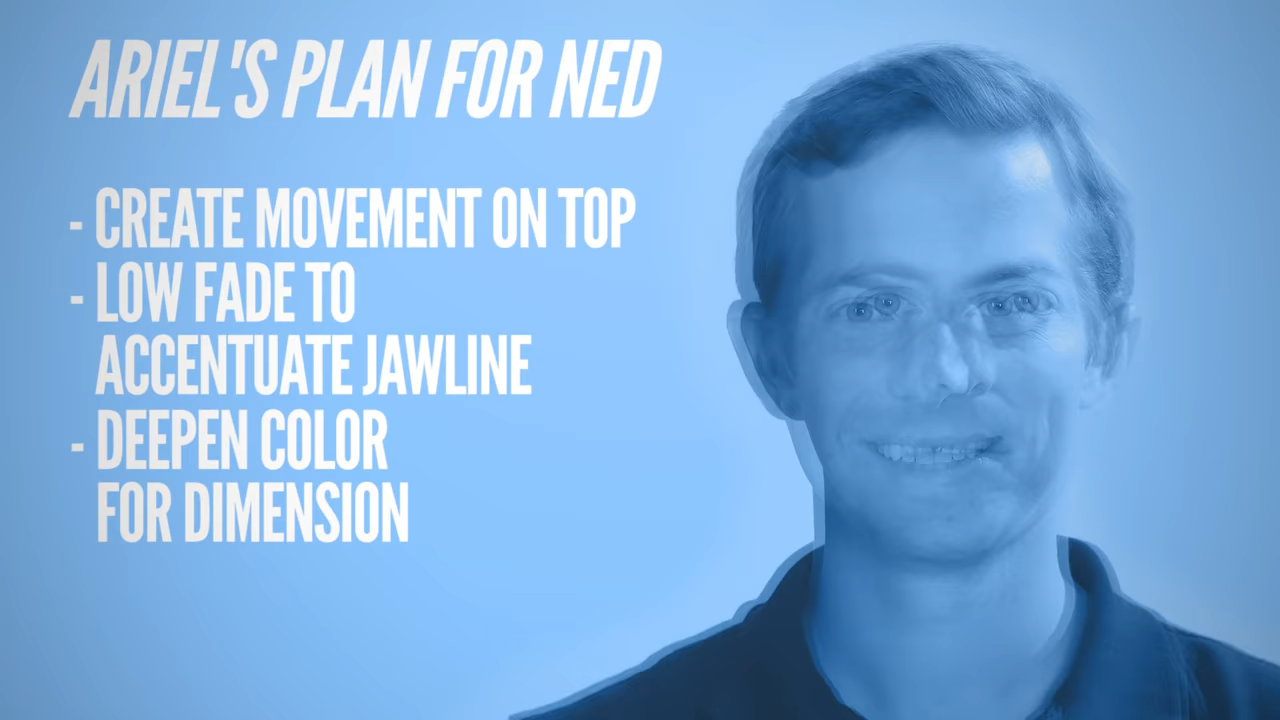 ARIEL'S PLAN FOR NED
- CREATE MOVEMENT ON TOP
- LOW FADE TO
ACCENTUATE JAWLINE
- DEEPEN COLOR
FOR DIMENSION